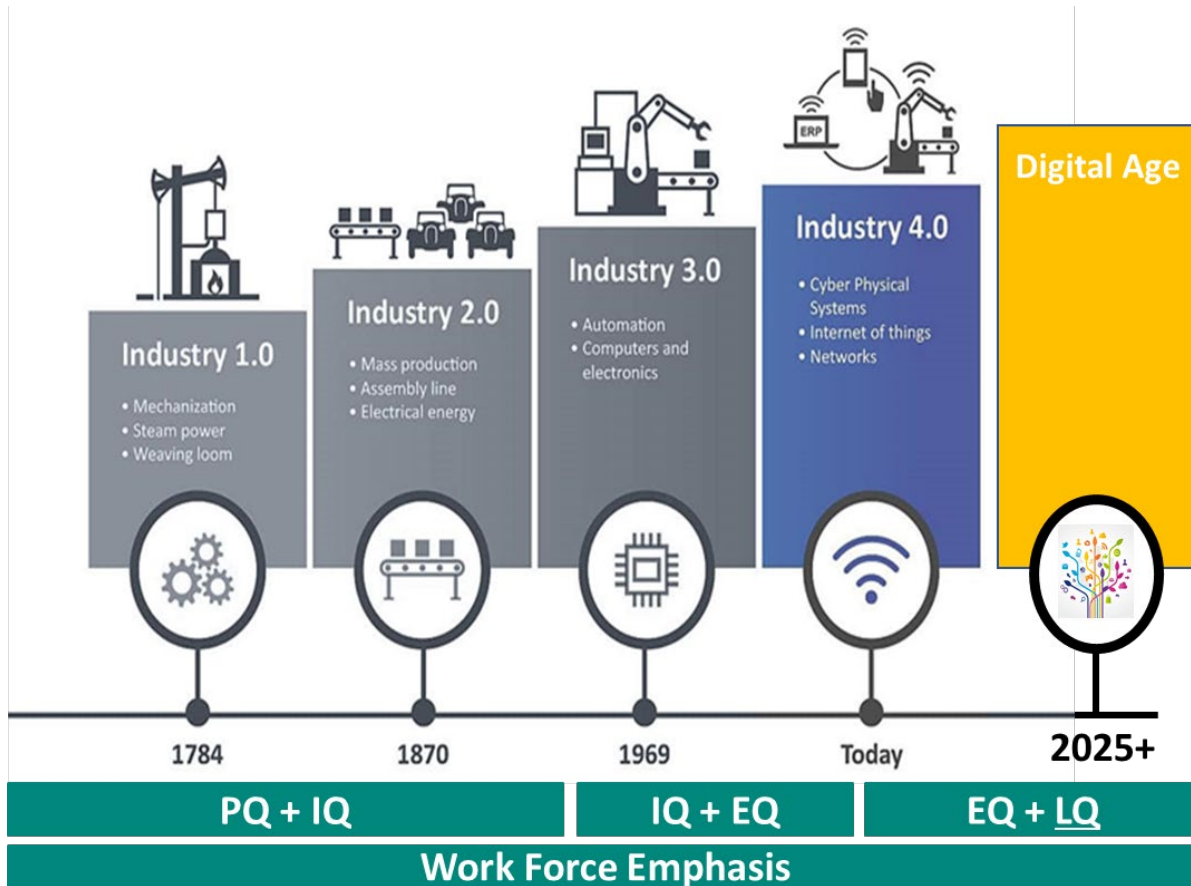 ERP
Digital Age
Industry 4.0
• Cyber Physical
Systems
• Internet of things
• Networks
Industry 3.0
• Automation
• Computers and
electronics
Industry 2.0
• Mass production
• Assembly line
• Electrical energy
Industry 1.0
• Mechanization
• Steam power
• Weaving loom
1784
1870
1969
Today
2025+
PQ + IQ
IQ + EQ
EQ + LQ
Work Force Emphasis